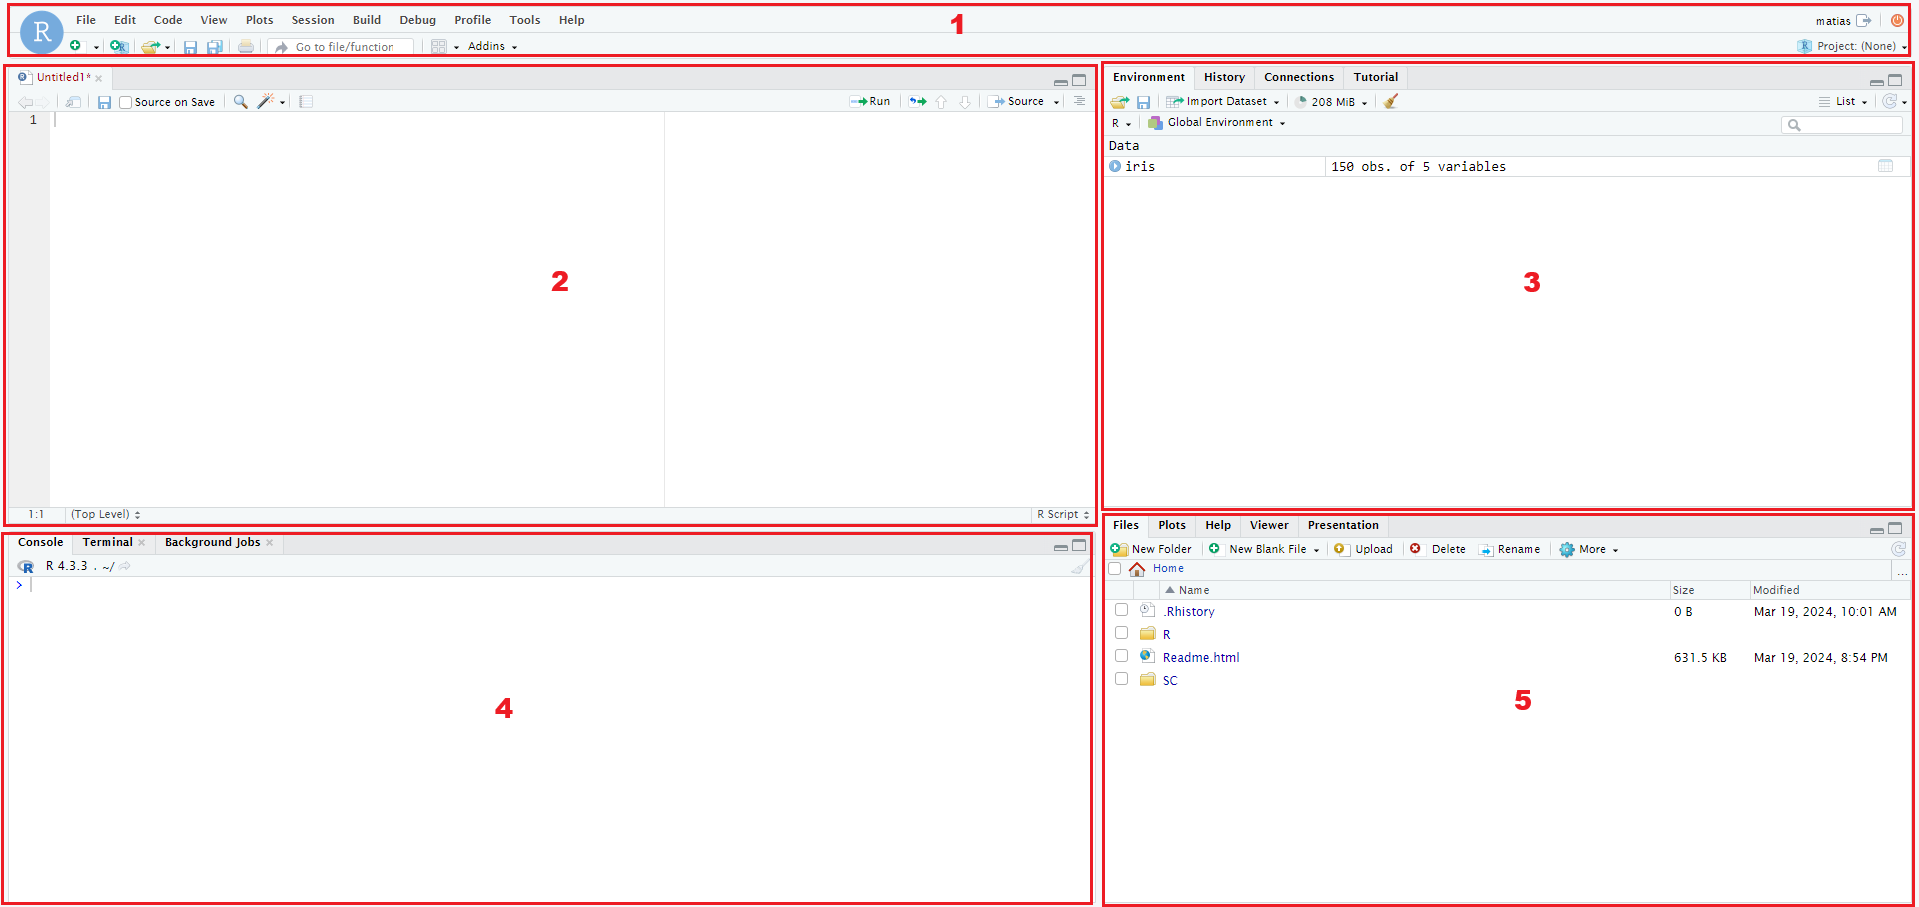 R File Edit Code View Plots Session Build Debug Profile Tools Help 1 matias
Go to file/function Addins Project: (None)
Untitled1*
Source on Save Run Source
1
2
1:1 (Top Level) R Script
Environment History Connections Tutorial
Import Dataset 208 MiB List
R Global Environment
Data
iris 150 obs. of 5 variables
3
Console Terminal Background Jobs
R R 4.3.3 . ~/
>
4
Files Plots Help Viewer Presentation
New Folder New Blank File Upload Delete Rename More
Home ...
Name Size Modified
.Rhistory 0 B Mar 19, 2024, 10:01 AM
R
Readme.html 631.5 KB Mar 19, 2024, 8:54 PM
SC
5